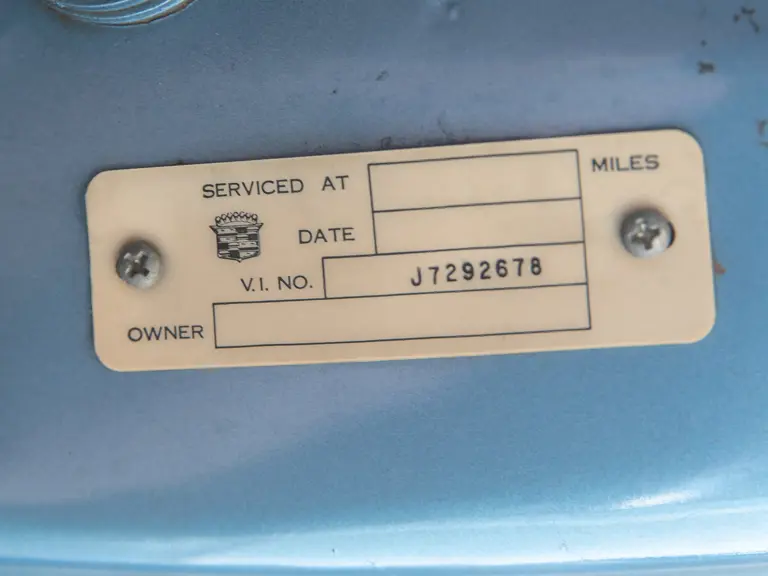 SERVICED AT MILES
DATE
V.I. NO. J7292678
OWNER